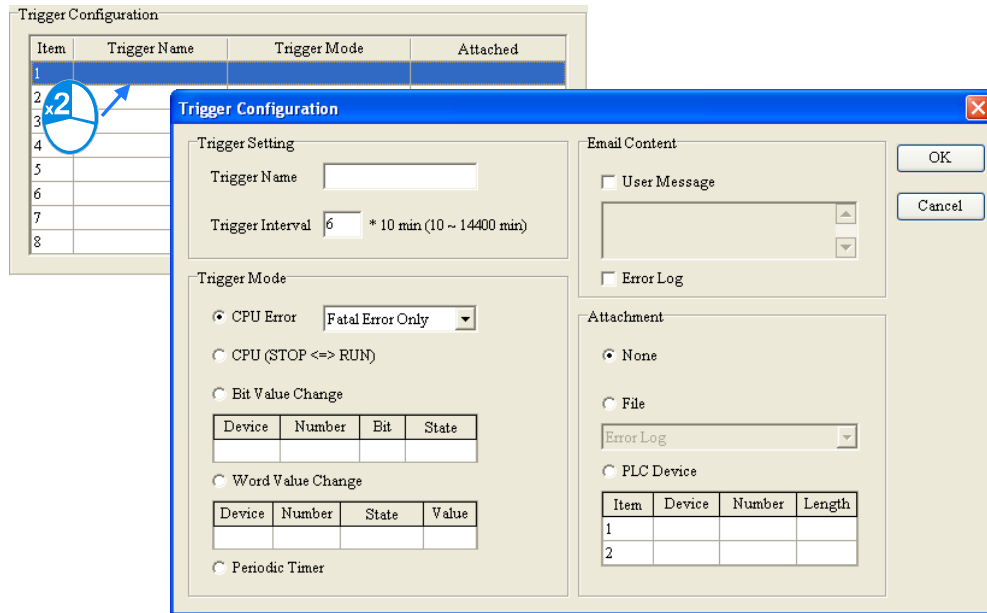 Trigger Configuration
Item Trigger Name Trigger Mode Attached
1
2
x2
3
4
5
6
7
8
Trigger Configuration
Trigger Setting
Trigger Name
Trigger Interval 6 * 10 min (10 ~ 14400 min)
Trigger Mode
CPU Error Fatal Error Only
CPU (STOP <=> RUN)
Bit Value Change
Device Number Bit State
Word Value Change
Device Number State Value
Periodic Timer
Email Content
User Message
Error Log
Attachment
None
File
Error Log
PLC Device
Item Device Number Length
1
2
OK
Cancel